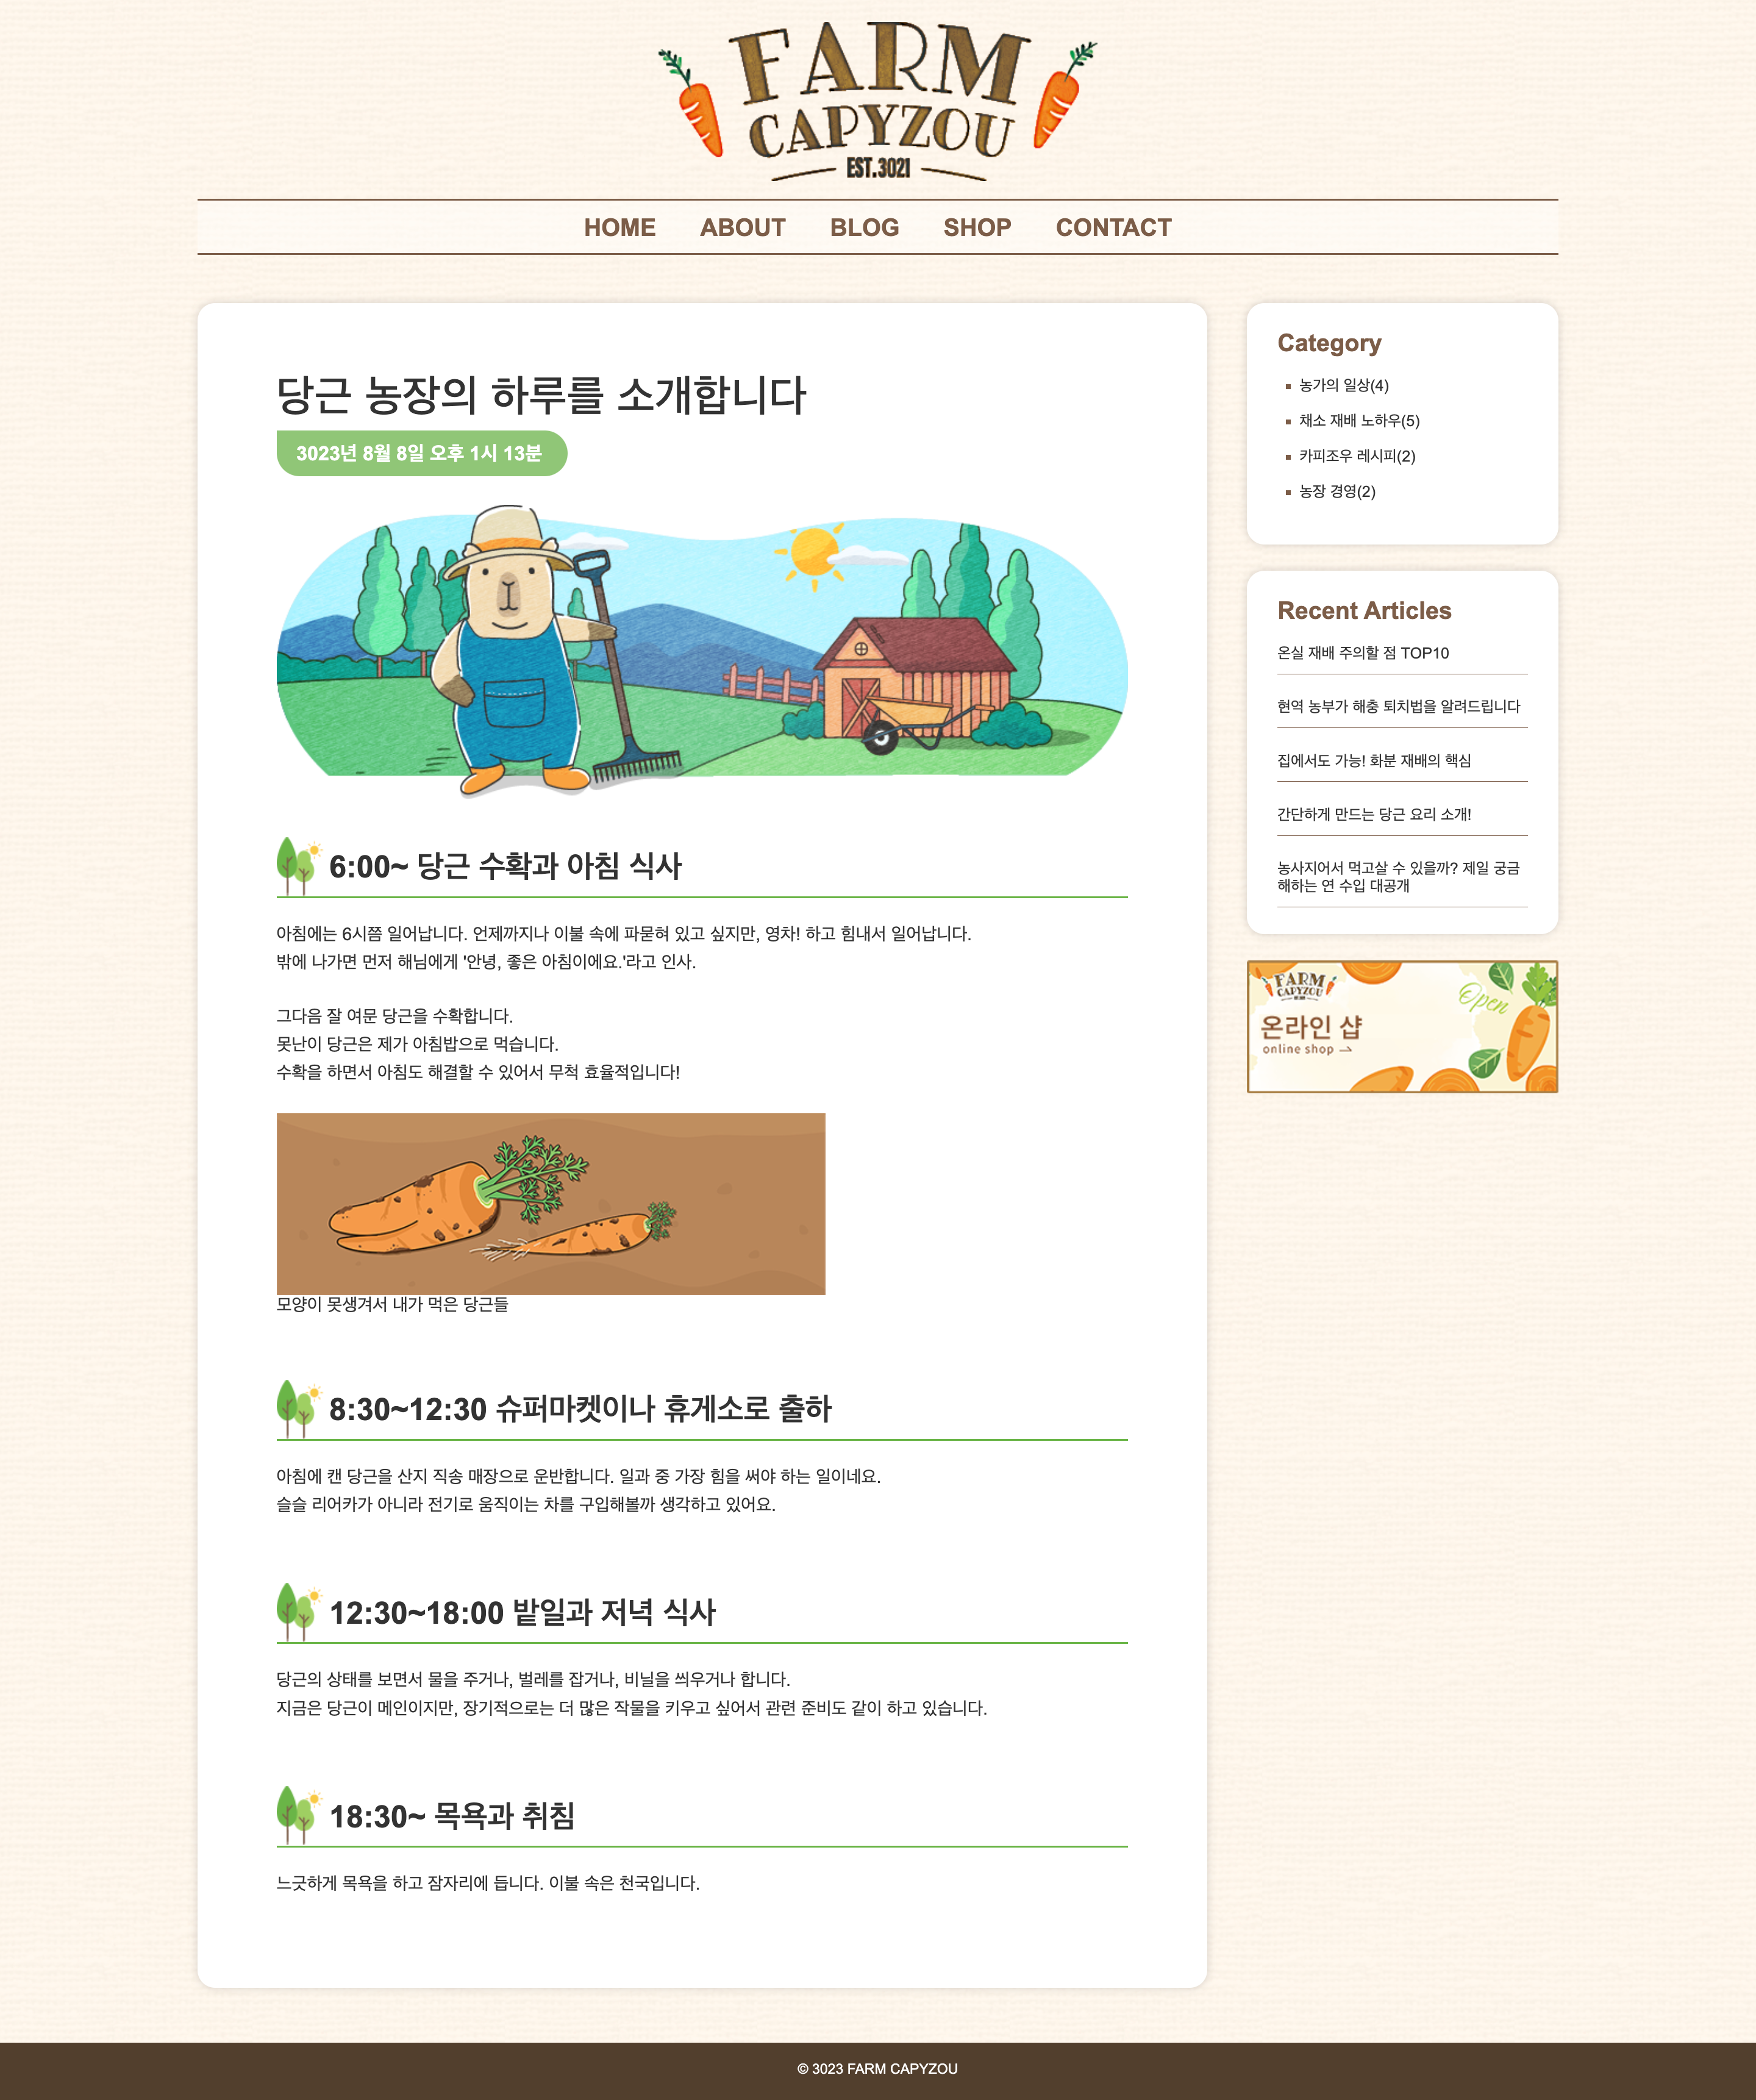 FARM
CAPYZOU
EST.3021
HOME ABOUT BLOG SHOP CONTACT
당근 농장의 하루를 소개합니다
3023년 8월 8일 오후 1시 13분
6:00~ 당근 수확과 아침 식사
아침에는 6시쯤 일어납니다. 언제까지나 이불 속에 파묻혀 있고 싶지만, 영차! 하고 힘내서 일어납니다.
밖에 나가면 먼저 해님에게 '안녕, 좋은 아침이에요.'라고 인사.
그다음 잘 여문 당근을 수확합니다.
못난이 당근은 제가 아침밥으로 먹습니다.
수확을 하면서 아침도 해결할 수 있어서 무척 효율적입니다!
모양이 못생겨서 내가 먹은 당근들
8:30~12:30 슈퍼마켓이나 휴게소로 출하
아침에 캔 당근을 산지 직송 매장으로 운반합니다. 일과 중 가장 힘을 써야 하는 일이네요.
슬슬 리어카가 아니라 전기로 움직이는 차를 구입해볼까 생각하고 있어요.
12:30~18:00 밭일과 저녁 식사
당근의 상태를 보면서 물을 주거나, 벌레를 잡거나, 비닐을 씌우거나 합니다.
지금은 당근이 메인이지만, 장기적으로는 더 많은 작물을 키우고 싶어서 관련 준비도 같이 하고 있습니다.
18:30~ 목욕과 취침
느긋하게 목욕을 하고 잠자리에 듭니다. 이불 속은 천국입니다.
Category
농가의 일상(4)
채소 재배 노하우(5)
카피조우 레시피(2)
농장 경영(2)
Recent Articles
온실 재배 주의할 점 TOP10
현역 농부가 해충 퇴치법을 알려드립니다
집에서도 가능! 화분 재배의 핵심
간단하게 만드는 당근 요리 소개!
농사지어서 먹고살 수 있을까? 제일 궁금
해하는 연 수입 대공개
FARM
CAPYZOU
Open
온라인 샵
online shop
© 3023 FARM CAPYZOU